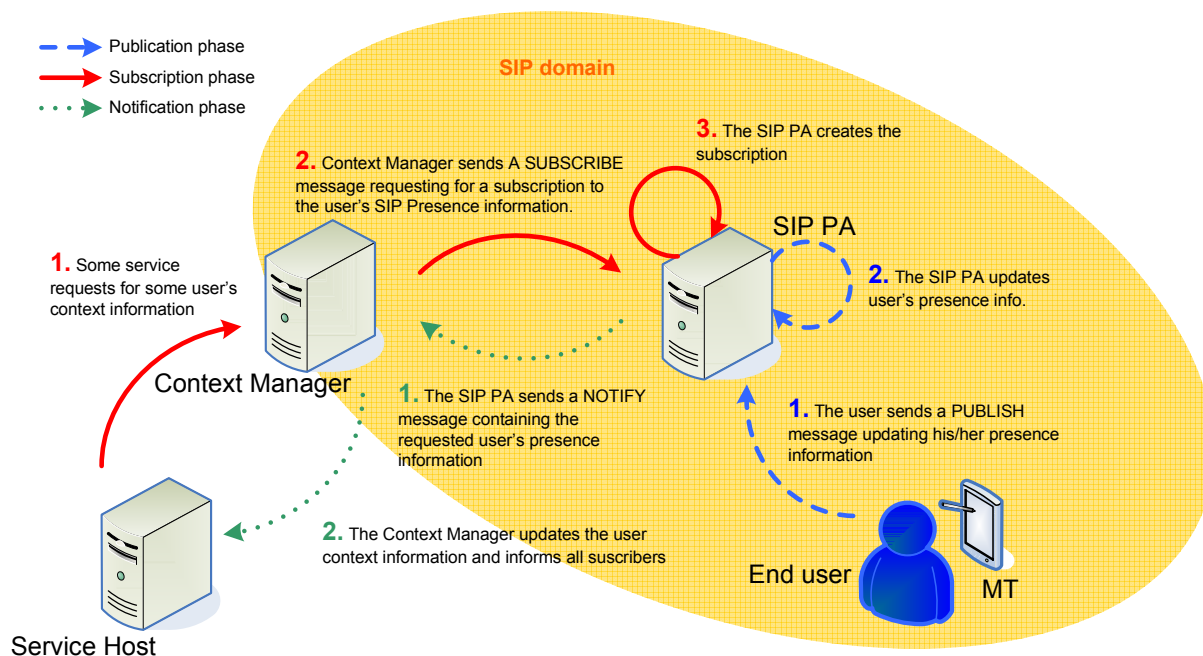 Publication phase
Subscription phase
Notification phase
SIP domain
3. The SIP PA creates the
subscription
2. Context Manager sends A SUBSCRIBE
message requesting for a subscription to
the user's SIP Presence information.
SIP PA
1. Some service
requests for some user's
context information
2. The SIP PA updates
user's presence info.
Context Manager
1. The SIP PA sends a NOTIFY
message containing the
requested user's presence
information
1. The user sends a PUBLISH
message updating his/her presence
information
2. The Context Manager updates the user
context information and informs all suscribers
End user
MT
Service Host